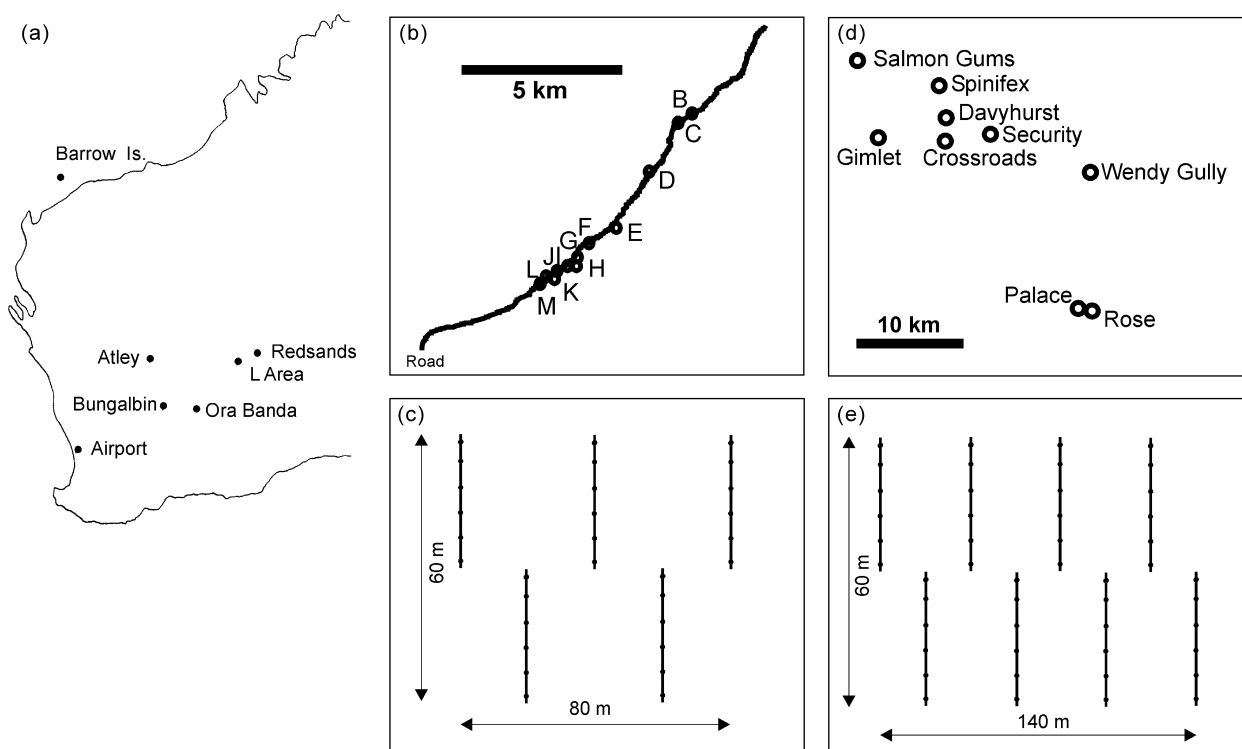 (a)
Barrow Is.
Atley
Redsands
L Area
Bungalbin
Ora Banda
Airport
(b)
5 km
B
C
D
E
F
G
H
JI
L
K
M
Road
(c)
60 m
80 m
(d)
Salmon Gums
Spinifex
Davyhurst
Security
Gimlet
Crossroads
Wendy Gully
Palace
Rose
10 km
(e)
60 m
140 m